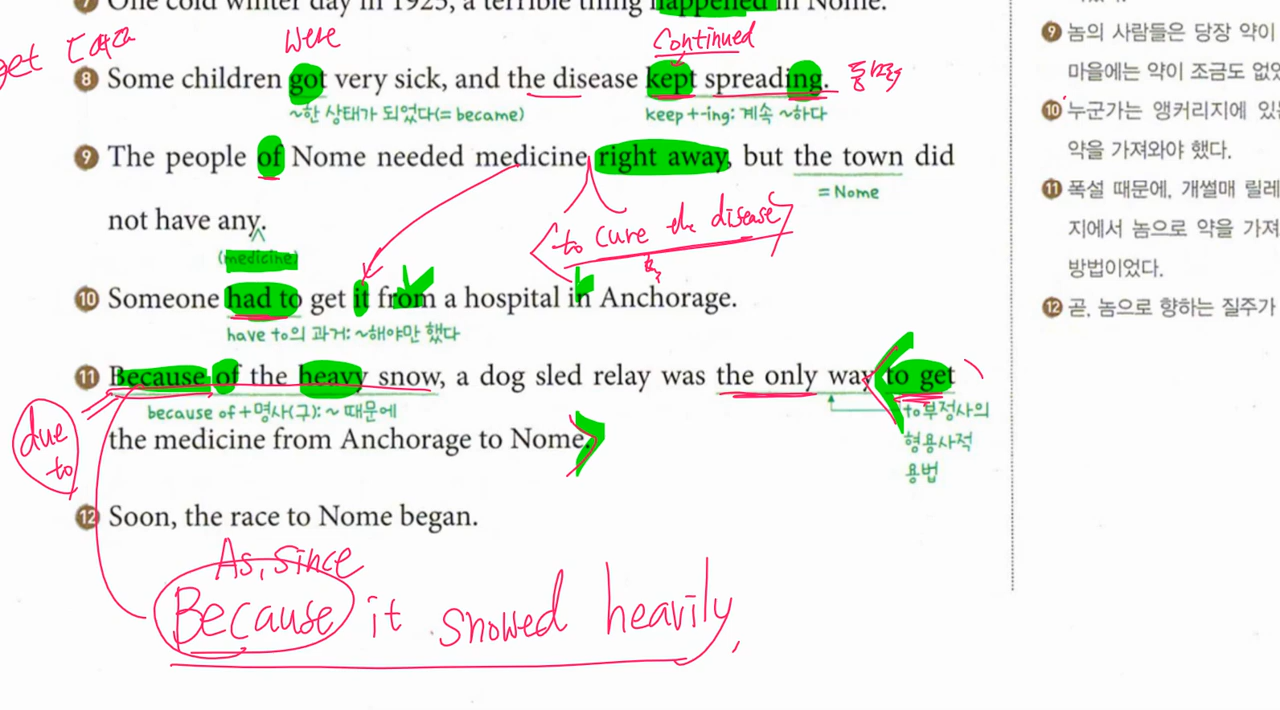 7 One cold winter day in 1925, a terrible thing happened in Nome.
get
were
Continued
8 Some children got very sick, and the disease kept spreading. 동명사
~한 상태가 되었다(= became)
keep +-ing: 계속 ~하다
9 The people of Nome needed medicine right away, but the town did
= Nome
not have any.
(medicine)
to cure the disease
10 Someone had to get it from a hospital in Anchorage.
have to의 과거: ~해야만 했다
11 Because of the heavy snow, a dog sled relay was the only way to get
because of + 명사(구): ~ 때문에
to부정사의
형용사적
용법
due
to
the medicine from Anchorage to Nome.
12 Soon, the race to Nome began.
As, since
Because it snowed heavily,
9 놈의 사람들은 당장 약이
마을에는 약이 조금도 없었
10 누군가는 앵커리지에 있는
약을 가져와야 했다.
11 폭설 때문에, 개썰매 릴레
지에서 놈으로 약을 가져
방법이었다.
12 곧, 놈으로 향하는 질주가